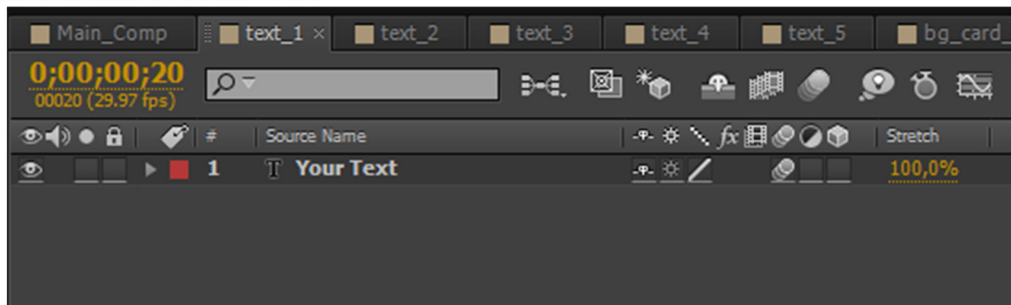 Main_Comp text_1 × text_2 text_3 text_4 text_5 bg_card_
0;00;00;20
00020 (29.97 fps)
# Source Name fx Stretch
1 T Your Text 100,0%